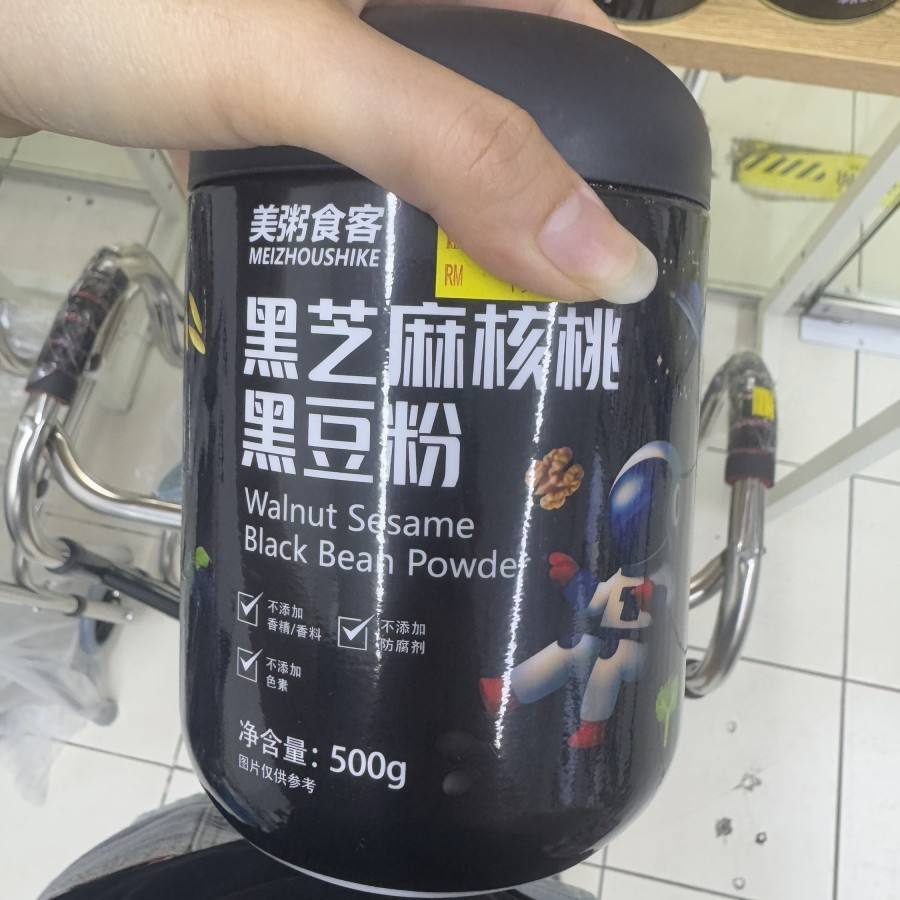 美粥食客
MEIZHOUSHIKE
RM
黑芝麻核桃
黑豆粉
Walnut Sesame
Black Bean Powder
不添加
香精/香料
不添加
防腐剂
不添加
色素
净含量：500g
图片仅供参考